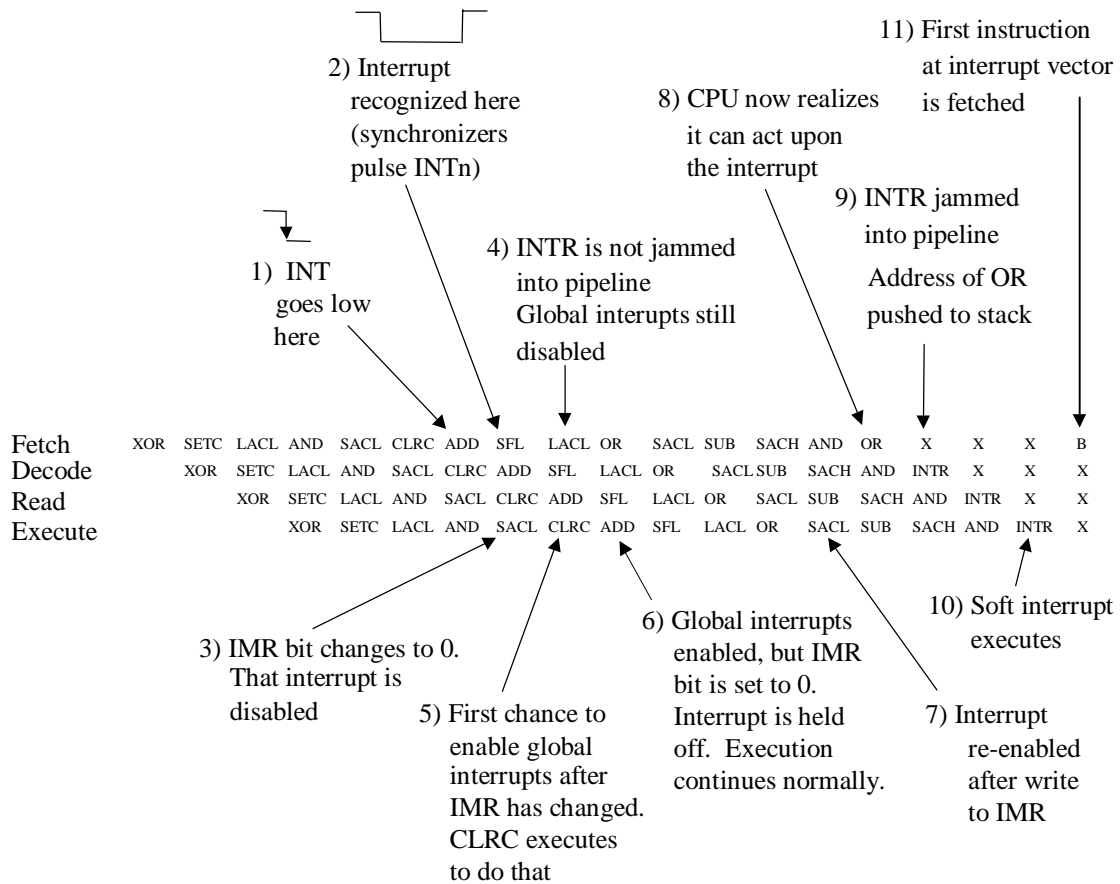 11) First instruction
at interrupt vector
is fetched
2) Interrupt
recognized here
(synchronizers
pulse INTn)
8) CPU now realizes
it can act upon
the interrupt
9) INTR jammed
into pipeline
Address of OR
pushed to stack
4) INTR is not jammed
into pipeline
Global interupts still
disabled
1) INT
goes low
here
Fetch XOR SETC LACL AND SACL CLRC ADD SFL LACL OR SACL SUB SACH AND OR X X X B
Decode XOR SETC LACL AND SACL CLRC ADD SFL LACL OR SACL SUB SACH AND INTR X X X
Read XOR SETC LACL AND SACL CLRC ADD SFL LACL OR SACL SUB SACH AND INTR X X
Execute XOR SETC LACL AND SACL CLRC ADD SFL LACL OR SACL SUB SACH AND INTR X
3) IMR bit changes to 0.
That interrupt is
disabled
5) First chance to
enable global
interrupts after
IMR has changed.
CLRC executes
to do that
6) Global interrupts
enabled, but IMR
bit is set to 0.
Interrupt is held
off. Execution
continues normally.
7) Interrupt
re-enabled
after write
to IMR
10) Soft interrupt
executes